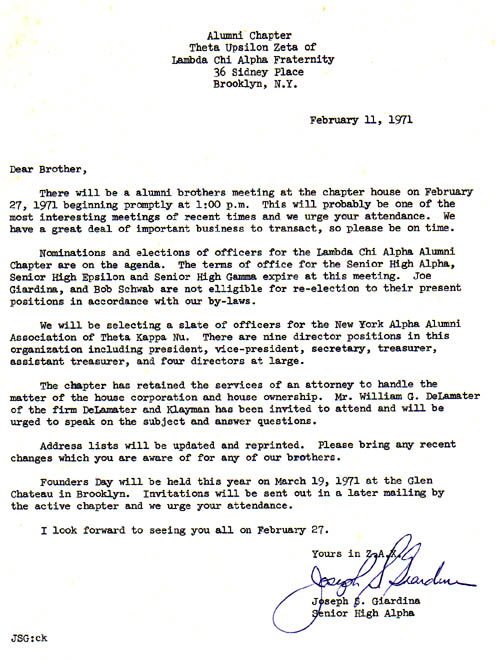 Alumni Chapter
Theta Upsilon Zeta of
Lambda Chi Alpha Fraternity
36 Sidney Place
Brooklyn, N.Y.
February 11, 1971
Dear Brother,
There will be a alumni brothers meeting at the chapter house on February
27, 1971 beginning promptly at 1:00 p.m. This will probably be one of the
most interesting meetings of recent times and we urge your attendance. We
have a great deal of important business to transact, so please be on time.
Nominations and elections of officers for the Lambda Chi Alpha Alumni
Chapter are on the agenda. The terms of office for the Senior High Alpha,
Senior High Epsilon and Senior High Gamma expire at this meeting. Joe
Giardina, and Bob Schwab are not elligible for re-election to their present
positions in accordance with our by-laws.
We will be selecting a slate of officers for the New York Alpha Alumni
Association of Theta Kappa Nu. There are nine director positions in this
organization including president, vice-president, secretary, treasurer,
assistant treasurer, and four directors at large.
The chapter has retained the services of an attorney to handle the
matter of the house corporation and house ownership. Mr. William G. DeLamater
of the firm DeLamater and Klayman has been invited to attend and will be
urged to speak on the subject and answer questions.
Address lists will be updated and reprinted. Please bring any recent
changes which you are aware of for any of our brothers.
Founders Day will be held this year on March 19, 1971 at the Glen
Chateau in Brooklyn. Invitations will be sent out in a later mailing by
the active chapter and we urge your attendance.
I look forward to seeing you all on February 27.
Yours in Z.A.X.
Joseph S Giardina
Joseph S. Giardina
Senior High Alpha
JSG:ck